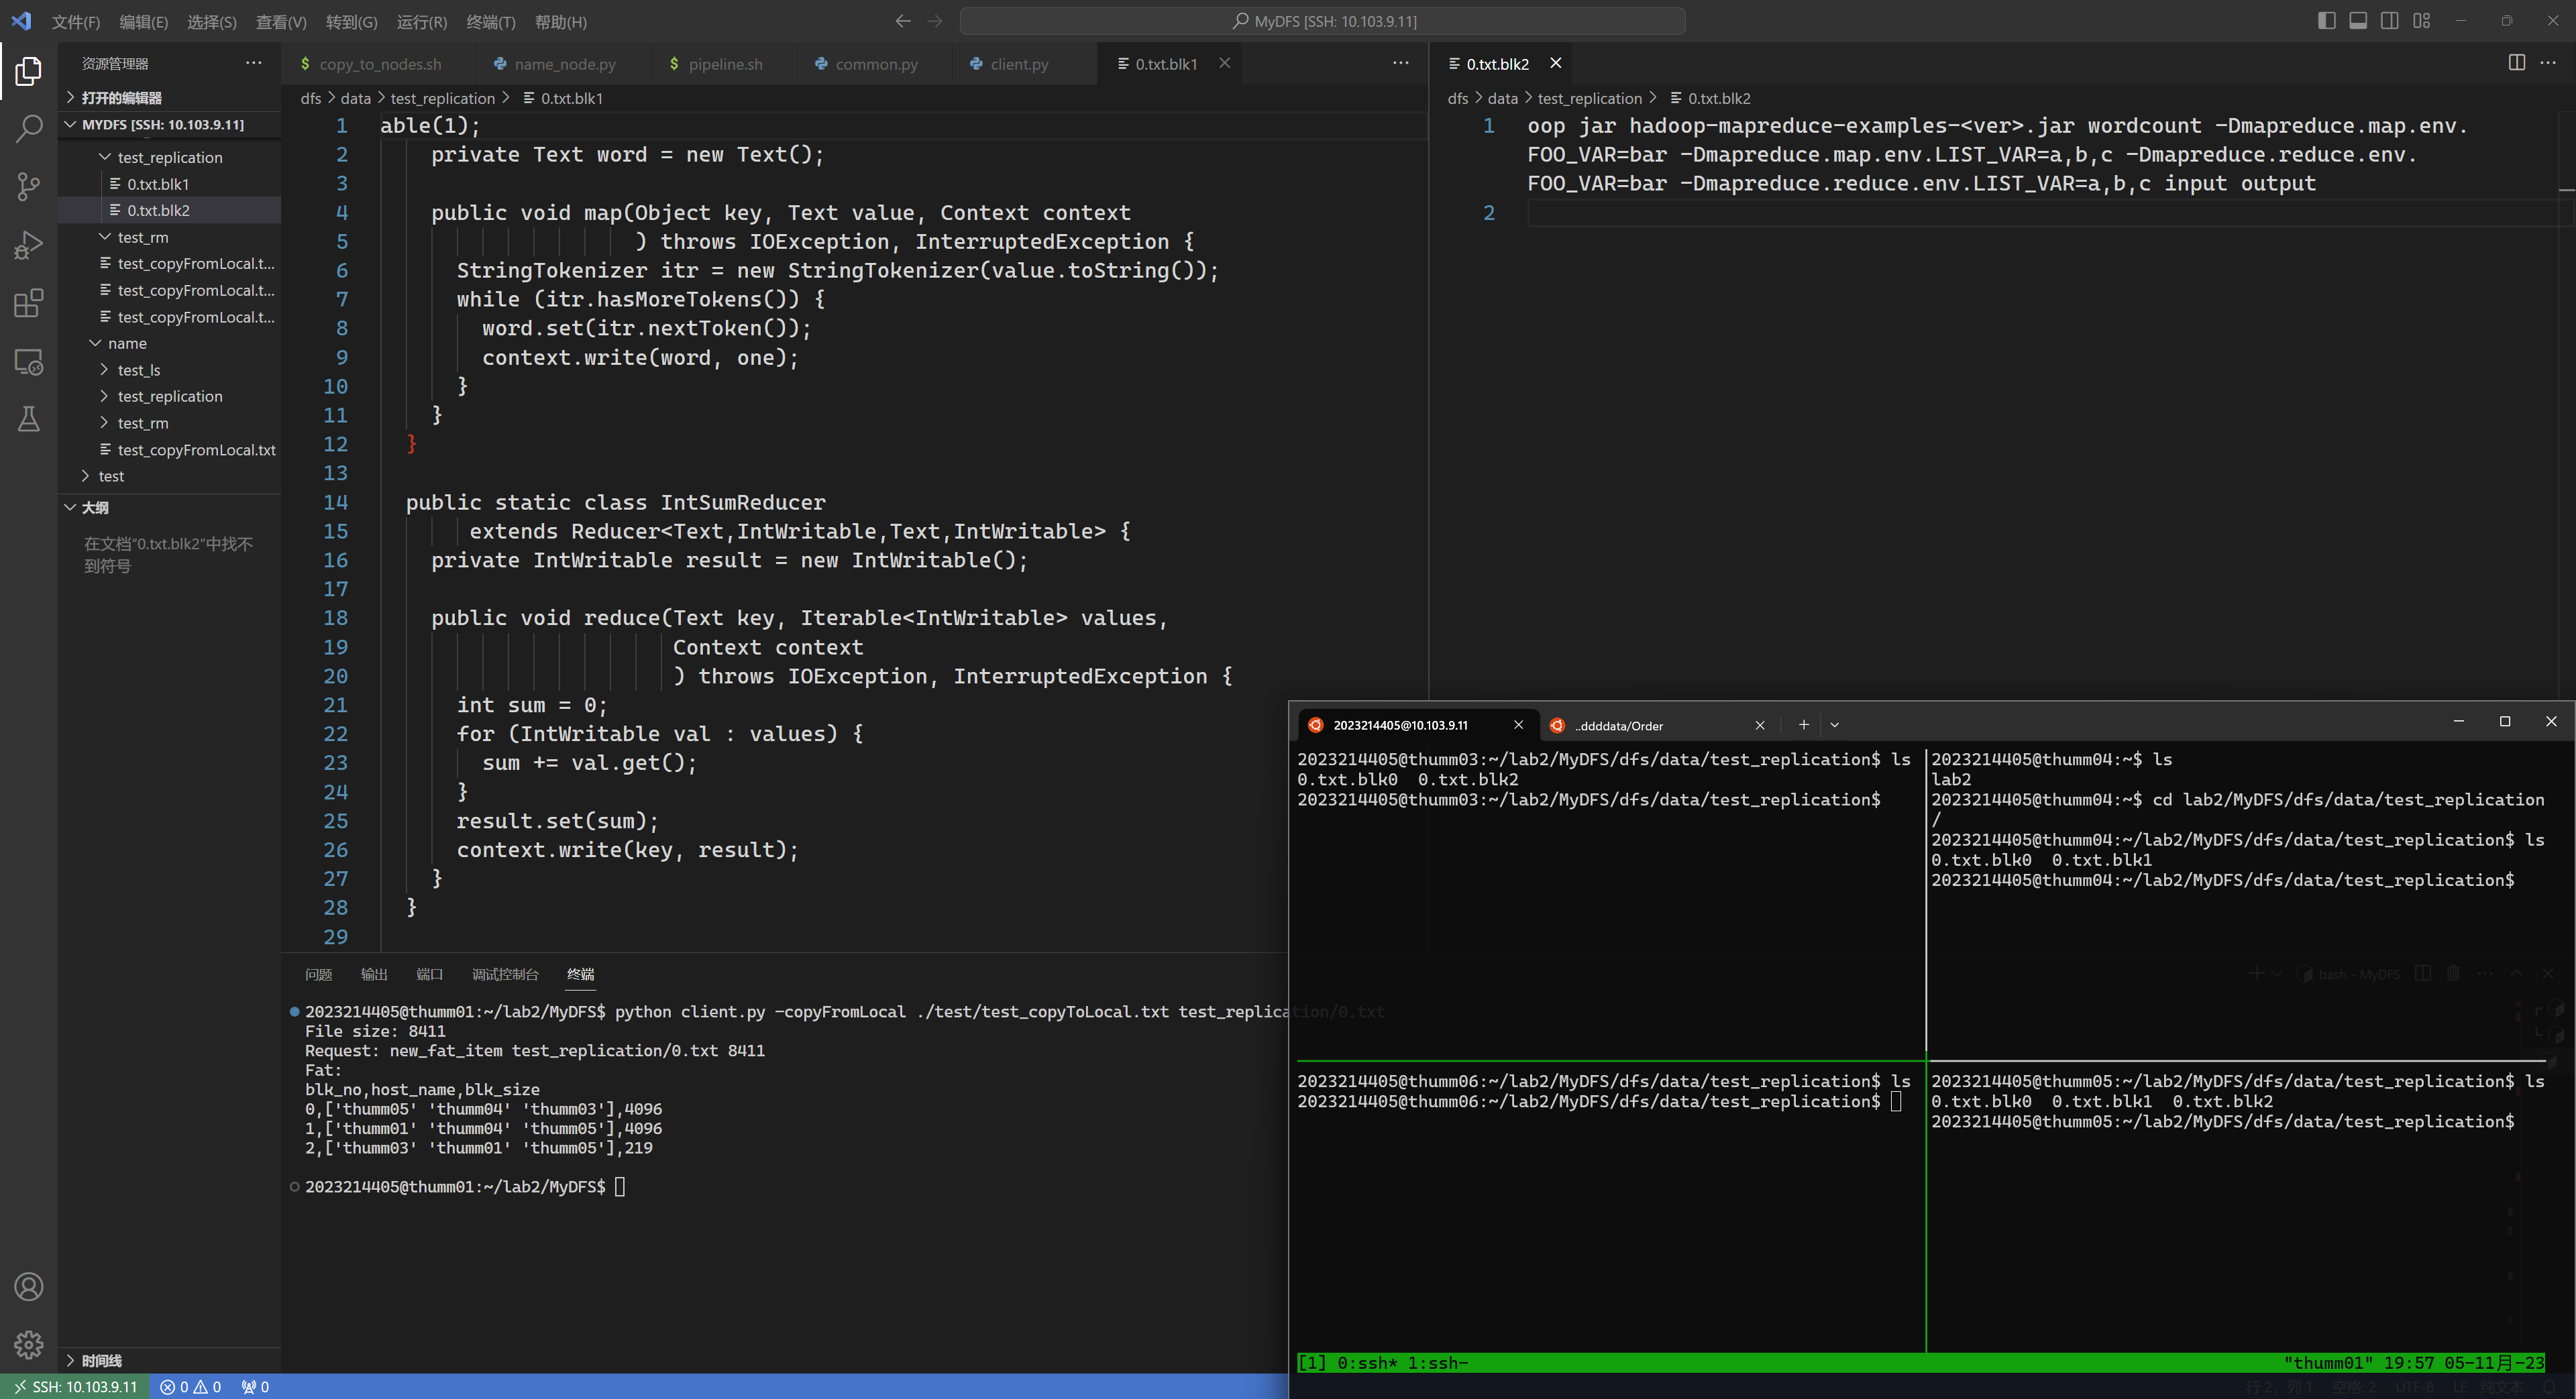 文件(F) 编辑(E) 选择(S) 查看(V) 转到(G) 运行(R) 终端(T) 帮助(H)
MyDFS [SSH: 10.103.9.11]
资源管理器
打开的编辑器
MYDFS [SSH: 10.103.9.11]
test_replication
0.txt.blk1
0.txt.blk2
test_rm
test_copyFromLocal.t...
test_copyFromLocal.t...
test_copyFromLocal.t...
name
test_ls
test_replication
test_rm
test_copyFromLocal.txt
test
大纲
在文档“0.txt.blk2”中找不
到符号
时间线
copy_to_nodes.sh name_node.py pipeline.sh common.py client.py 0.txt.blk1
dfs > data > test_replication > 0.txt.blk1
1 able(1);
2 private Text word = new Text();
3
4 public void map(Object key, Text value, Context context
5 ) throws IOException, InterruptedException {
6 StringTokenizer itr = new StringTokenizer(value.toString());
7 while (itr.hasMoreTokens()) {
8 word.set(itr.nextToken());
9 context.write(word, one);
10 }
11 }
12 }
13
14 public static class IntSumReducer
15 extends Reducer<Text,IntWritable,Text,IntWritable> {
16 private IntWritable result = new IntWritable();
17
18 public void reduce(Text key, Iterable<IntWritable> values,
19 Context context
20 ) throws IOException, InterruptedException {
21 int sum = 0;
22 for (IntWritable val : values) {
23 sum += val.get();
24 }
25 result.set(sum);
26 context.write(key, result);
27 }
28 }
29
0.txt.blk2
dfs > data > test_replication > 0.txt.blk2
1 oop jar hadoop-mapreduce-examples-<ver>.jar wordcount -Dmapreduce.map.env.
FOO_VAR=bar -Dmapreduce.map.env.LIST_VAR=a,b,c -Dmapreduce.reduce.env.
FOO_VAR=bar -Dmapreduce.reduce.env.LIST_VAR=a,b,c input output
2
问题 输出 端口 调试控制台 终端
bash - MyDFS
2023214405@thumm01:~/lab2/MyDFS$ python client.py -copyFromLocal ./test/test_copyToLocal.txt test_replication/0.txt
File size: 8411
Request: new_fat_item test_replication/0.txt 8411
Fat:
blk_no,host_name,blk_size
0,['thumm05' 'thumm04' 'thumm03'],4096
1,['thumm01' 'thumm04' 'thumm05'],4096
2,['thumm03' 'thumm01' 'thumm05'],219
2023214405@thumm01:~/lab2/MyDFS$
2023214405@10.103.9.11
..ddddata/Order
2023214405@thumm03:~/lab2/MyDFS/dfs/data/test_replication$ ls
0.txt.blk0 0.txt.blk2
2023214405@thumm03:~/lab2/MyDFS/dfs/data/test_replication$
2023214405@thumm04:~$ ls
lab2
2023214405@thumm04:~$ cd lab2/MyDFS/dfs/data/test_replication
/
2023214405@thumm04:~/lab2/MyDFS/dfs/data/test_replication$ ls
0.txt.blk0 0.txt.blk1
2023214405@thumm04:~/lab2/MyDFS/dfs/data/test_replication$
2023214405@thumm06:~/lab2/MyDFS/dfs/data/test_replication$ ls
2023214405@thumm06:~/lab2/MyDFS/dfs/data/test_replication$
2023214405@thumm05:~/lab2/MyDFS/dfs/data/test_replication$ ls
0.txt.blk0 0.txt.blk1 0.txt.blk2
2023214405@thumm05:~/lab2/MyDFS/dfs/data/test_replication$
[1] 0:ssh* 1:ssh- "thumm01" 19:57 05-11月-23
SSH: 10.103.9.11 0 0 0
行 2，列 1 空格: 2 UTF-8 LF 纯文本